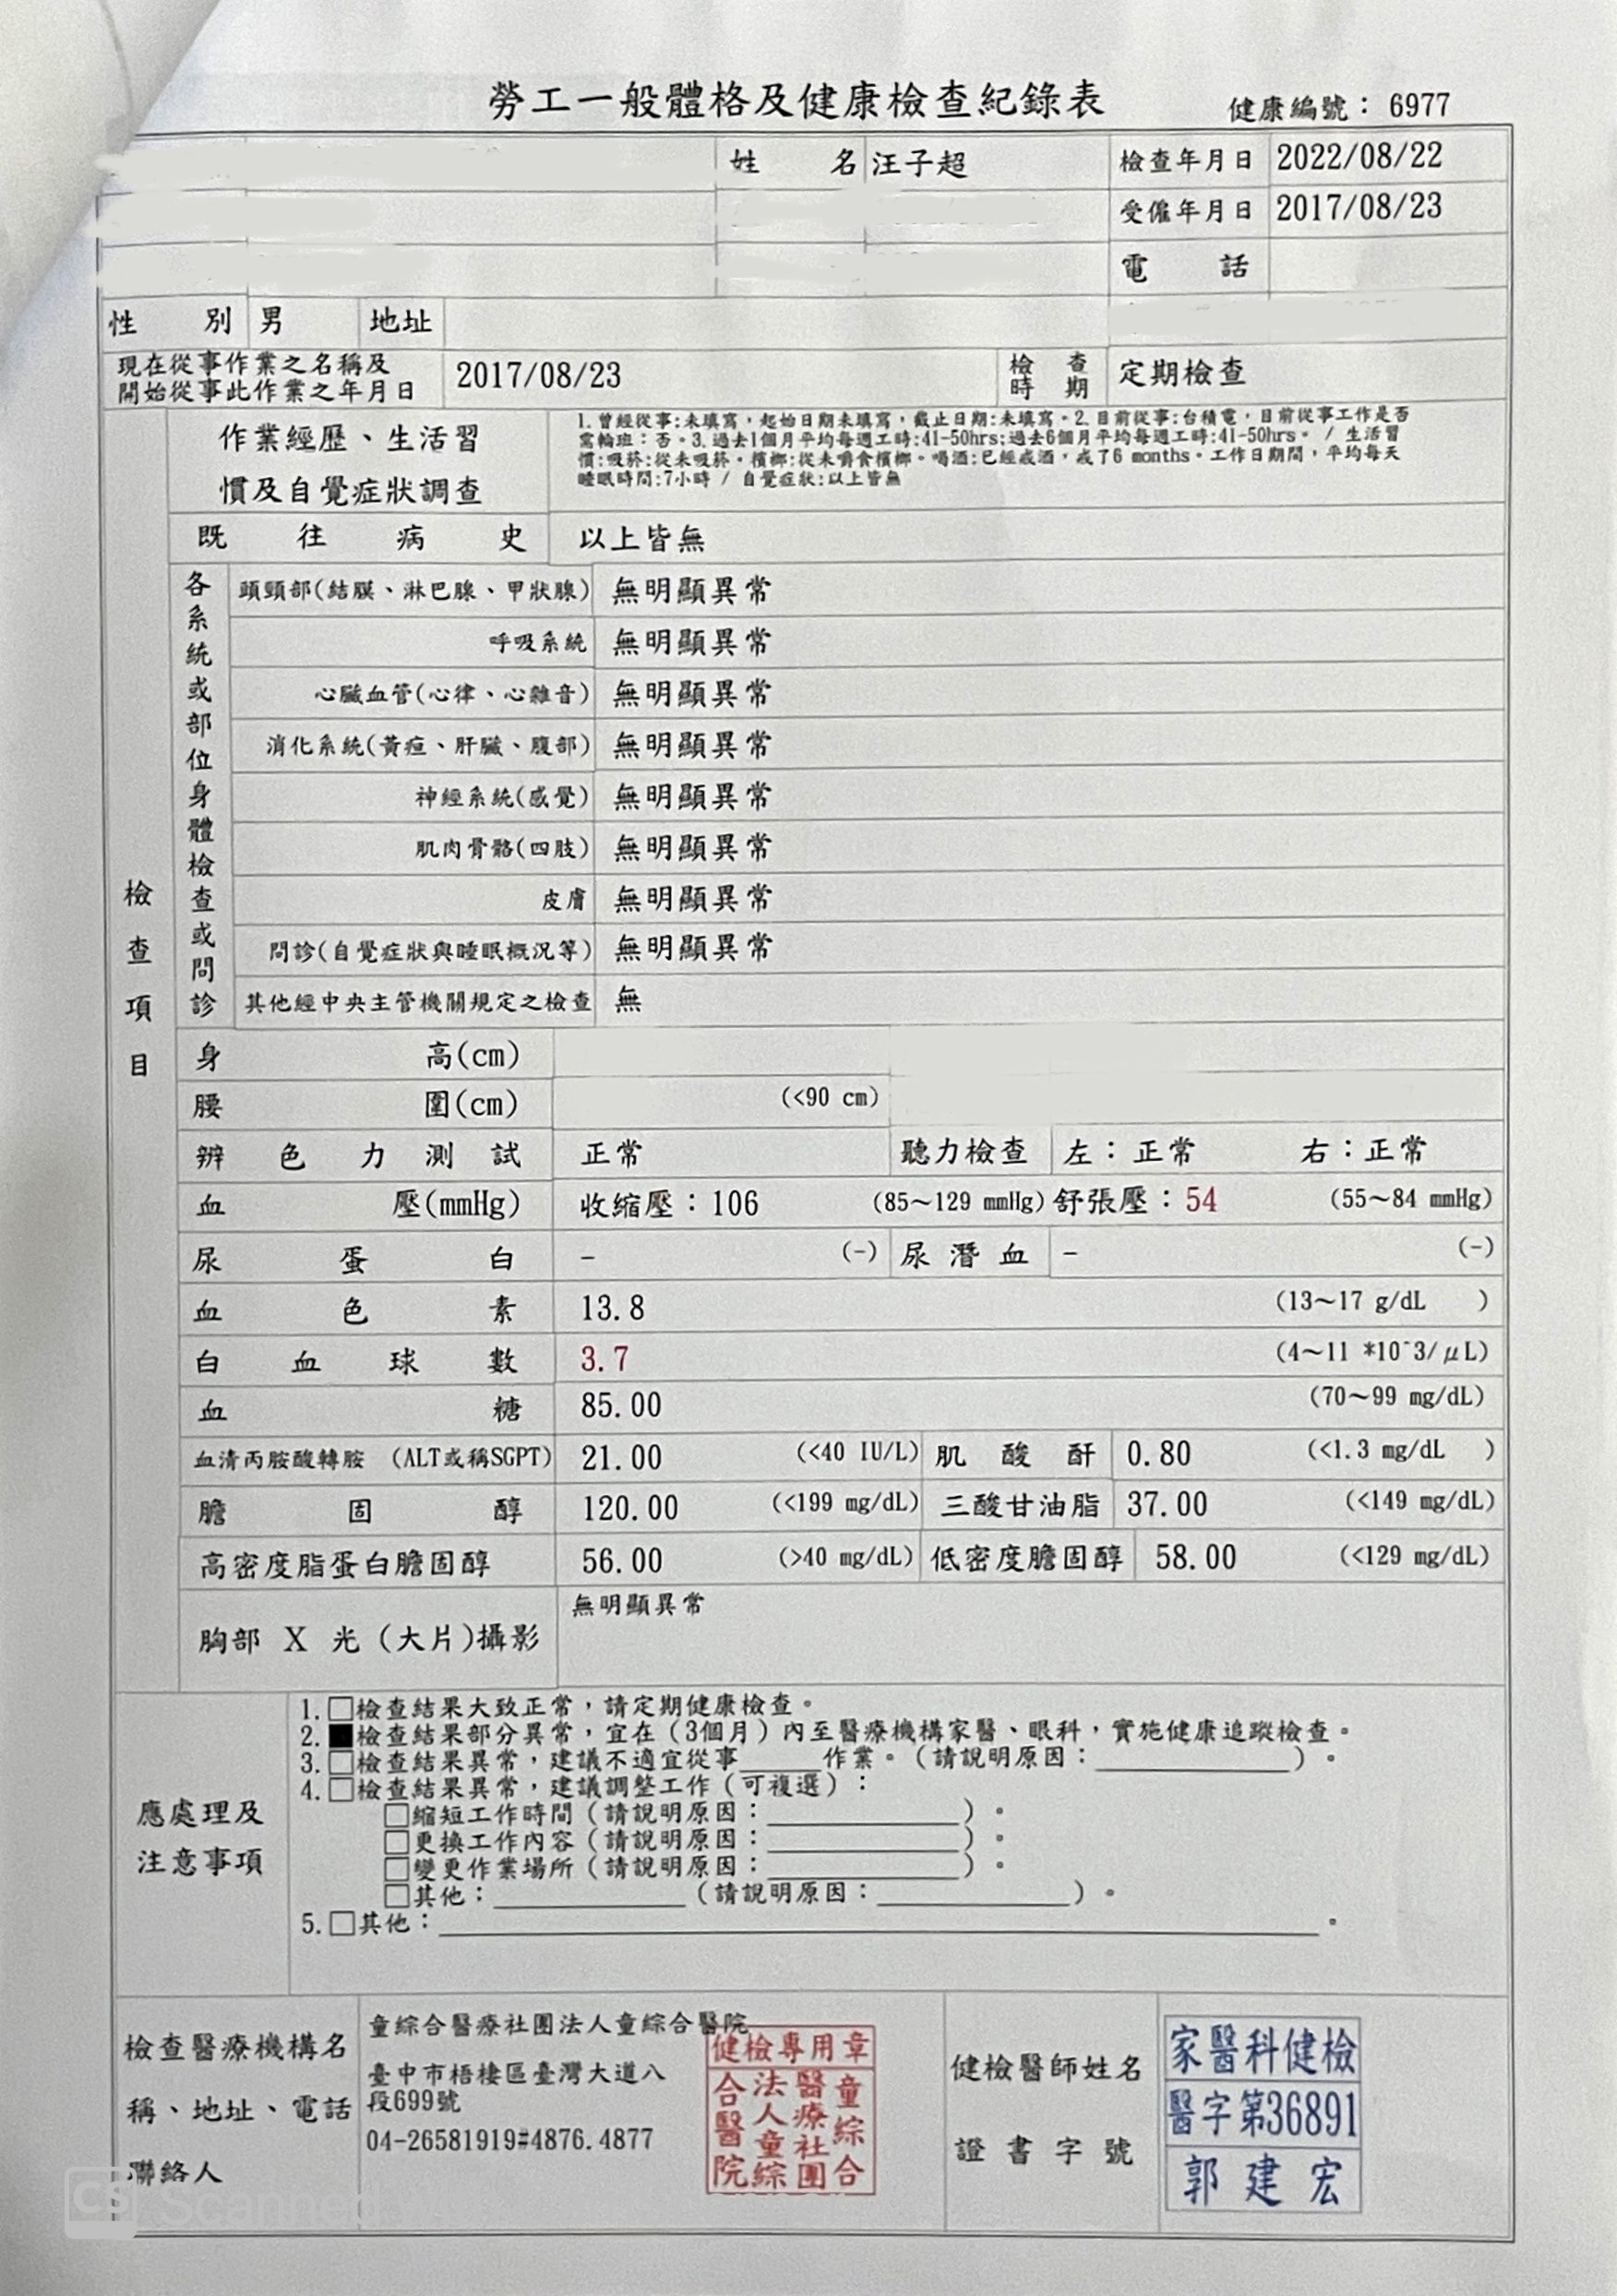 勞工一般體格及健康檢查紀錄表
健康編號：6977
姓 名 汪子超 檢查年月日 2022/08/22
受僱年月日 2017/08/23
電 話
性 別 男 地址
現在從事作業之名稱及
開始從事此作業之年月日 2017/08/23 檢查時期 定期檢查
作業經歷、生活習
慣及自覺症狀調查
1.曾經從事:未填寫，起始日期未填寫，截止日期:未填寫。2.目前從事:台積電，目前從事工作是否
需輪班：否。3.過去1個月平均每週工時:41-50hrs;過去6個月平均每週工時:41-50hrs。 / 生活習
慣:吸菸:從未吸菸。檳榔:從未嚼食檳榔。喝酒:已經戒酒，戒了6 months。工作日期間，平均每天
睡眠時間:7小時 / 自覺症狀:以上皆無
既往病史 以上皆無
檢查項目
各系統或部位身體檢查或問診
頭頸部(結膜、淋巴腺、甲狀腺) 無明顯異常
呼吸系統 無明顯異常
心臟血管(心律、心雜音) 無明顯異常
消化系統(黃疸、肝臟、腹部) 無明顯異常
神經系統(感覺) 無明顯異常
肌肉骨骼(四肢) 無明顯異常
皮膚 無明顯異常
問診(自覺症狀與睡眠概況等) 無明顯異常
其他經中央主管機關規定之檢查 無
身 高(cm)
腰 圍(cm) (<90 cm)
辨色力測試 正常 聽力檢查 左：正常 右：正常
血 壓(mmHg) 收缩壓：106 (85~129 mmHg) 舒張壓：54 (55~84 mmHg)
尿蛋白 - (-) 尿潛血 - (-)
血色素 13.8 (13~17 g/dL )
白血球數 3.7 (4~11 *10^3/μL)
血糖 85.00 (70~99 mg/dL)
血清丙胺酸轉胺 (ALT或稱SGPT) 21.00 (<40 IU/L) 肌酸酐 0.80 (<1.3 mg/dL )
膽固醇 120.00 (<199 mg/dL) 三酸甘油脂 37.00 (<149 mg/dL)
高密度脂蛋白膽固醇 56.00 (>40 mg/dL) 低密度膽固醇 58.00 (<129 mg/dL)
胸部 X 光(大片)攝影 無明顯異常
應處理及
注意事項
1.□檢查結果大致正常，請定期健康檢查。
2.■檢查結果部分異常，宜在（3個月）內至醫療機構家醫、眼科，實施健康追蹤檢查。
3.□檢查結果異常，建議不適宜從事______作業。（請說明原因：______________）。
4.□檢查結果異常，建議調整工作（可複選）：
□縮短工作時間（請說明原因：______________）。
□更換工作內容（請說明原因：______________）。
□變更作業場所（請說明原因：______________）。
□其他：______________（請說明原因：______________）。
5.□其他：______________。
檢查醫療機構名
稱、地址、電話
聯絡人
童綜合醫療社團法人童綜合醫院
臺中市梧棲區臺灣大道八
段699號
04-26581919#4876.4877
健檢專用章
童綜合
醫療社團
法人童綜
合醫院
健檢醫師姓名
證書字號
家醫科健檢
醫字第36891
郭建宏
CS Scanned